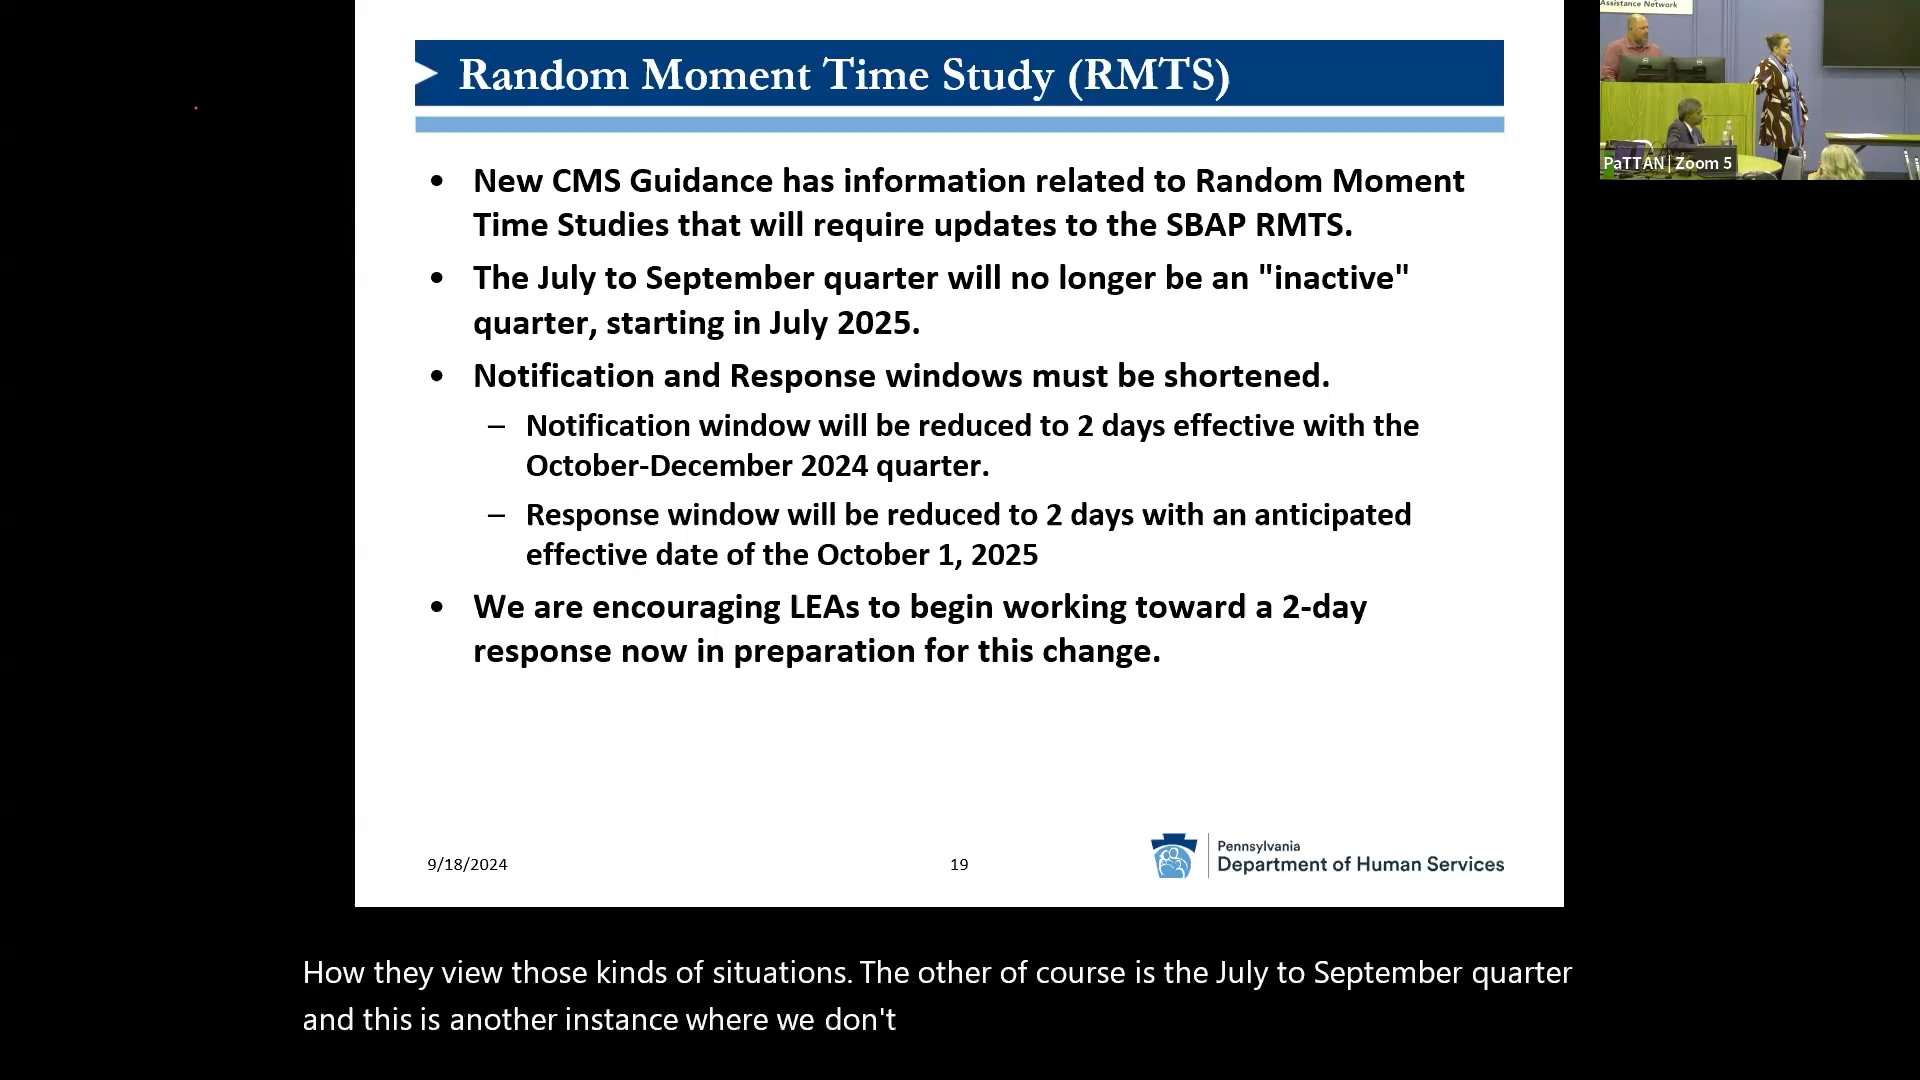 Assistance Network
PaTTAN | Zoom 5
Random Moment Time Study (RMTS)
• New CMS Guidance has information related to Random Moment
Time Studies that will require updates to the SBAP RMTS.
• The July to September quarter will no longer be an "inactive"
quarter, starting in July 2025.
• Notification and Response windows must be shortened.
– Notification window will be reduced to 2 days effective with the
October-December 2024 quarter.
– Response window will be reduced to 2 days with an anticipated
effective date of the October 1, 2025
• We are encouraging LEAs to begin working toward a 2-day
response now in preparation for this change.
9/18/2024
19
Pennsylvania
Department of Human Services
How they view those kinds of situations. The other of course is the July to September quarter
and this is another instance where we don't